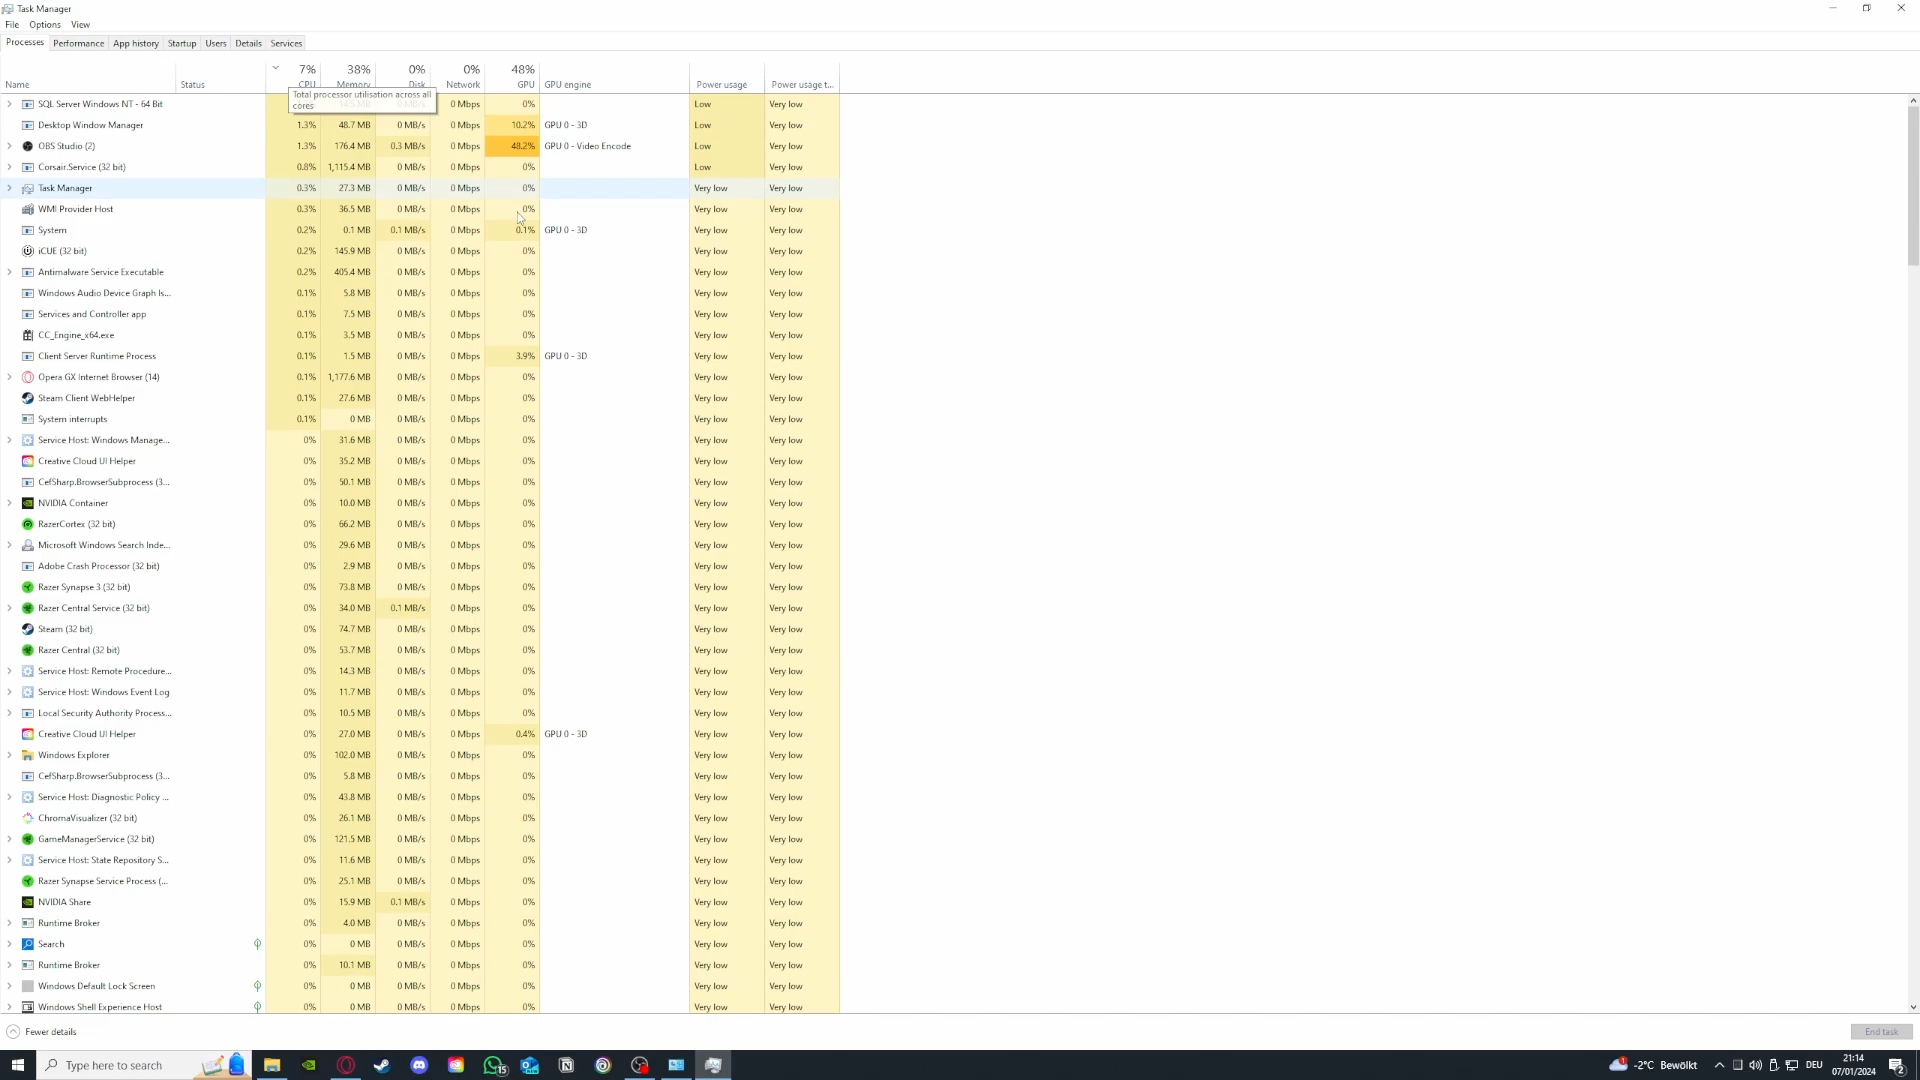 Task Manager
File Options View
Processes Performance App history Startup Users Details Services
7% 38% 0% 0% 48%
Name Status CPU Memory Disk Network GPU GPU engine Power usage Power usage t...
Total processor utilisation across all
cores
SQL Server Windows NT - 64 Bit 14.5 MB 0 Mbps 0% Low Very low
Desktop Window Manager 1.3% 48.7 MB 0 MB/s 0 Mbps 10.2% GPU 0 - 3D Low Very low
OBS Studio (2) 1.3% 176.4 MB 0.3 MB/s 0 Mbps 48.2% GPU 0 - Video Encode Low Very low
Corsair.Service (32 bit) 0.8% 1,115.4 MB 0 MB/s 0 Mbps 0% Low Very low
Task Manager 0.3% 27.3 MB 0 MB/s 0 Mbps 0% Very low Very low
WMI Provider Host 0.3% 36.5 MB 0 MB/s 0 Mbps 0% Very low Very low
System 0.2% 0.1 MB 0.1 MB/s 0 Mbps 0.1% GPU 0 - 3D Very low Very low
iCUE (32 bit) 0.2% 145.9 MB 0 MB/s 0 Mbps 0% Very low Very low
Antimalware Service Executable 0.2% 405.4 MB 0 MB/s 0 Mbps 0% Very low Very low
Windows Audio Device Graph Is... 0.1% 5.8 MB 0 MB/s 0 Mbps 0% Very low Very low
Services and Controller app 0.1% 7.5 MB 0 MB/s 0 Mbps 0% Very low Very low
CC_Engine_x64.exe 0.1% 3.5 MB 0 MB/s 0 Mbps 0% Very low Very low
Client Server Runtime Process 0.1% 1.5 MB 0 MB/s 0 Mbps 3.9% GPU 0 - 3D Very low Very low
Opera GX Internet Browser (14) 0.1% 1,177.6 MB 0 MB/s 0 Mbps 0% Very low Very low
Steam Client WebHelper 0.1% 27.6 MB 0 MB/s 0 Mbps 0% Very low Very low
System interrupts 0.1% 0 MB 0 MB/s 0 Mbps 0% Very low Very low
Service Host: Windows Manage... 0% 31.6 MB 0 MB/s 0 Mbps 0% Very low Very low
Creative Cloud UI Helper 0% 35.2 MB 0 MB/s 0 Mbps 0% Very low Very low
CefSharp.BrowserSubprocess (3... 0% 50.1 MB 0 MB/s 0 Mbps 0% Very low Very low
NVIDIA Container 0% 10.0 MB 0 MB/s 0 Mbps 0% Very low Very low
RazerCortex (32 bit) 0% 66.2 MB 0 MB/s 0 Mbps 0% Very low Very low
Microsoft Windows Search Inde... 0% 29.6 MB 0 MB/s 0 Mbps 0% Very low Very low
Adobe Crash Processor (32 bit) 0% 2.9 MB 0 MB/s 0 Mbps 0% Very low Very low
Razer Synapse 3 (32 bit) 0% 73.8 MB 0 MB/s 0 Mbps 0% Very low Very low
Razer Central Service (32 bit) 0% 34.0 MB 0.1 MB/s 0 Mbps 0% Very low Very low
Steam (32 bit) 0% 74.7 MB 0 MB/s 0 Mbps 0% Very low Very low
Razer Central (32 bit) 0% 53.7 MB 0 MB/s 0 Mbps 0% Very low Very low
Service Host: Remote Procedure... 0% 14.3 MB 0 MB/s 0 Mbps 0% Very low Very low
Service Host: Windows Event Log 0% 11.7 MB 0 MB/s 0 Mbps 0% Very low Very low
Local Security Authority Process... 0% 10.5 MB 0 MB/s 0 Mbps 0% Very low Very low
Creative Cloud UI Helper 0% 27.0 MB 0 MB/s 0 Mbps 0.4% GPU 0 - 3D Very low Very low
Windows Explorer 0% 102.0 MB 0 MB/s 0 Mbps 0% Very low Very low
CefSharp.BrowserSubprocess (3... 0% 5.8 MB 0 MB/s 0 Mbps 0% Very low Very low
Service Host: Diagnostic Policy ... 0% 43.8 MB 0 MB/s 0 Mbps 0% Very low Very low
ChromaVisualizer (32 bit) 0% 26.1 MB 0 MB/s 0 Mbps 0% Very low Very low
GameManagerService (32 bit) 0% 121.5 MB 0 MB/s 0 Mbps 0% Very low Very low
Service Host: State Repository S... 0% 11.6 MB 0 MB/s 0 Mbps 0% Very low Very low
Razer Synapse Service Process (... 0% 25.1 MB 0 MB/s 0 Mbps 0% Very low Very low
NVIDIA Share 0% 15.9 MB 0.1 MB/s 0 Mbps 0% Very low Very low
Runtime Broker 0% 4.0 MB 0 MB/s 0 Mbps 0% Very low Very low
Search 0% 0 MB 0 MB/s 0 Mbps 0% Very low Very low
Runtime Broker 0% 10.1 MB 0 MB/s 0 Mbps 0% Very low Very low
Windows Default Lock Screen 0% 0 MB 0 MB/s 0 Mbps 0% Very low Very low
Windows Shell Experience Host 0% 0 MB 0 MB/s 0 Mbps 0% Very low Very low
Fewer details End task
Type here to search 15 1 -2°C Bewölkt DEU 21:14
07/01/2024 2